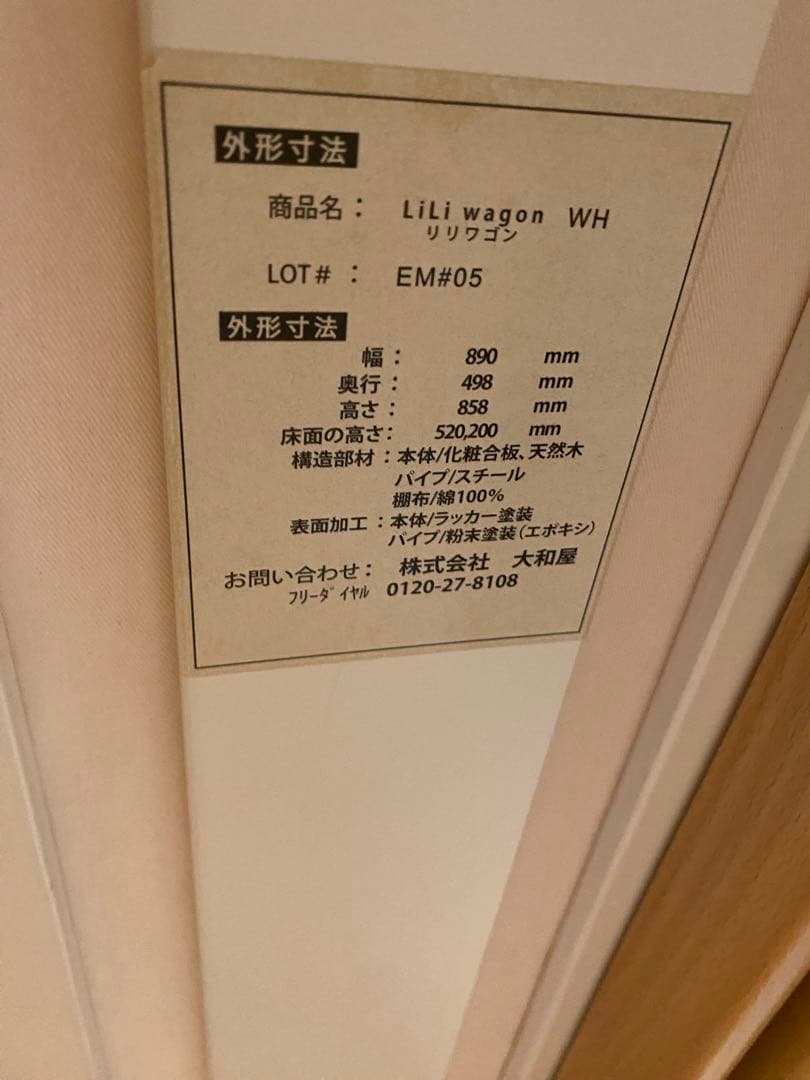 外形寸法
商品名： LiLi wagon WH
リリワゴン
LOT# ： EM#05
外形寸法
幅： 890 mm
奥行： 498 mm
高さ： 858 mm
床面の高さ： 520,200 mm
構造部材：本体/化粧合板、天然木
パイプ/スチール
棚布/綿100%
表面加工：本体/ラッカー塗装
パイプ/粉末塗装（エポキシ）
お問い合わせ： 株式会社 大和屋
フリーダイヤル 0120-27-8108